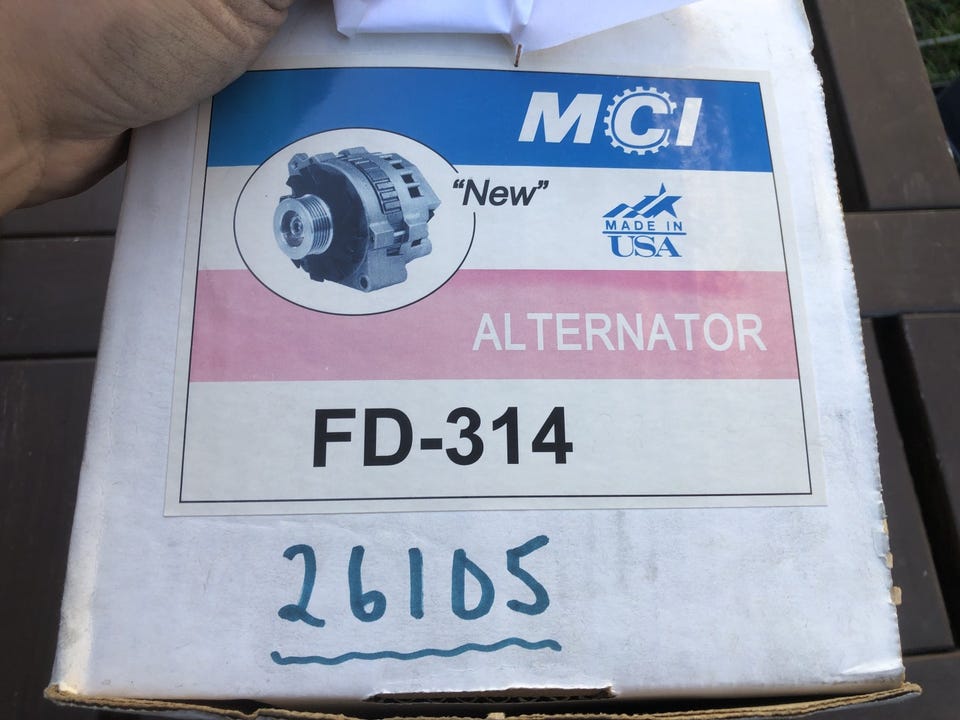 MCI
"New"
MADE IN
USA
ALTERNATOR
FD-314
26105